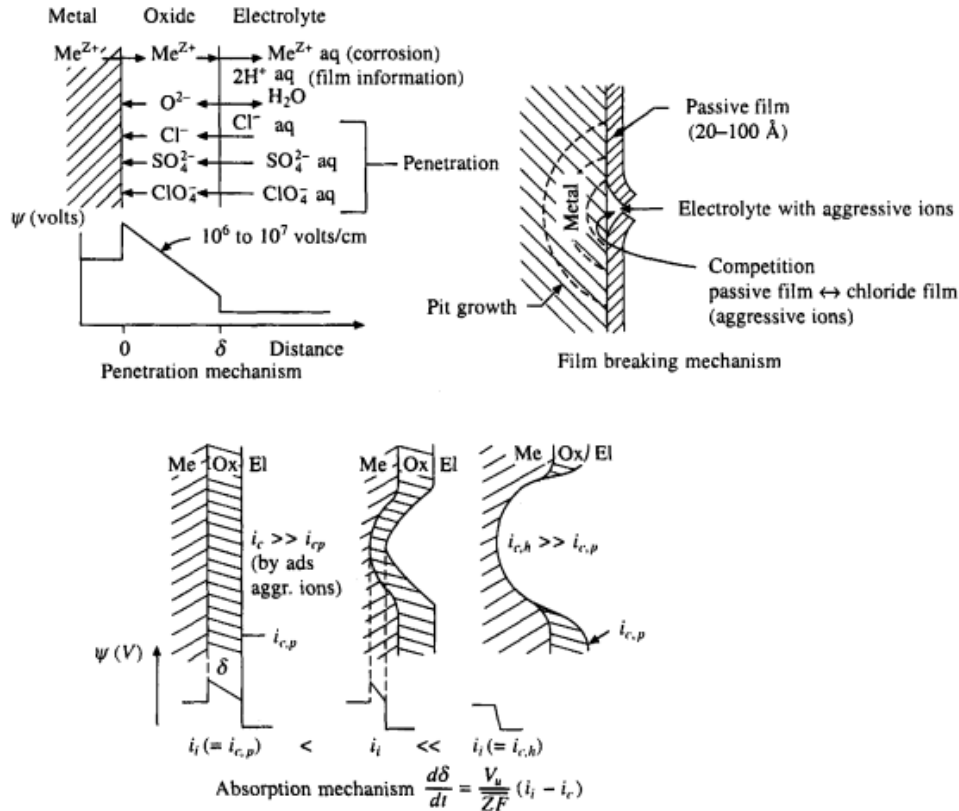 Metal Oxide Electrolyte
Me^{Z+} Me^{Z+} Me^{Z+} aq (corrosion)
2H⁺ aq (film information)
O²⁻ H₂O
Cl⁻ Cl⁻ aq
SO₄²⁻ SO₄²⁻ aq
Penetration
ClO₄⁻ ClO₄⁻ aq
ψ (volts)
10⁶ to 10⁷ volts/cm
0 δ Distance
Penetration mechanism
Passive film
(20–100 Å)
Metal
Electrolyte with aggressive ions
Competition
passive film ↔ chloride film
(aggressive ions)
Pit growth
Film breaking mechanism
Me Ox El
i_c >> i_{cp}
(by ads
aggr. ions)
i_{c,p}
Me Ox El
Me Ox El
i_{c,h} >> i_{c,p}
i_{c,p}
ψ (V)
δ
i_i (= i_{c,p}) < i_i << i_i (= i_{c,h})
Absorption mechanism dδ/dt = V_u/ZF (i_i − i_c)